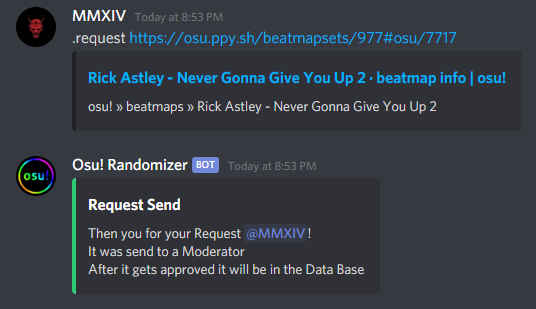 MMXIV Today at 8:53 PM
.request https://osu.ppy.sh/beatmapsets/977#osu/7717
Rick Astley - Never Gonna Give You Up 2 · beatmap info | osu!
osu! » beatmaps » Rick Astley - Never Gonna Give You Up 2
osu!
Osu! Randomizer BOT Today at 8:53 PM
Request Send
Then you for your Request @MMXIV!
It was send to a Moderator
After it gets approved it will be in the Data Base